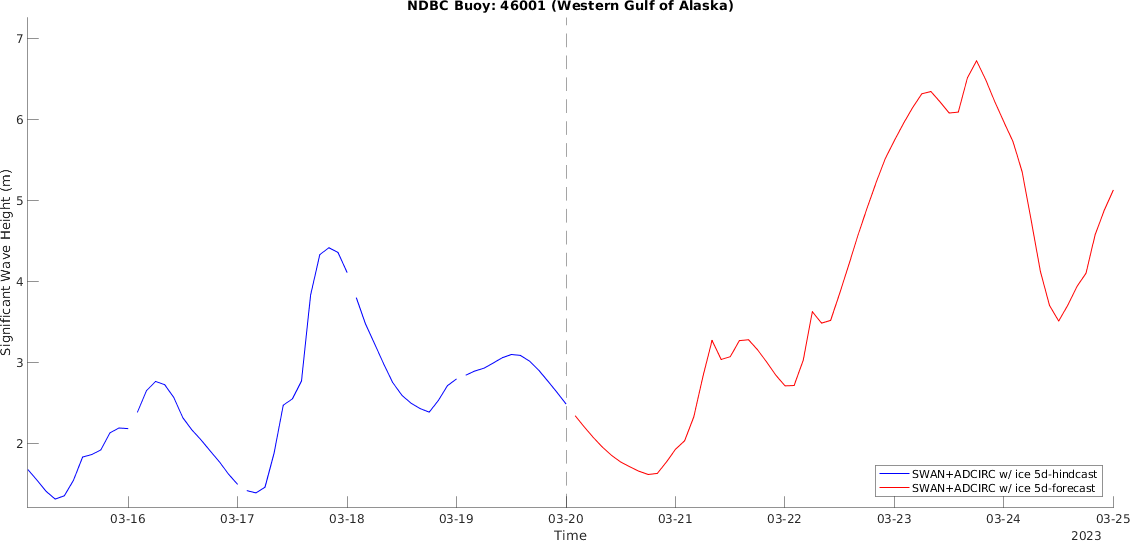 NDBC Buoy: 46001 (Western Gulf of Alaska)
7
6
5
4
3
2
Significant Wave Height (m)
SWAN+ADCIRC w/ ice 5d-hindcast
SWAN+ADCIRC w/ ice 5d-forecast
03-16 03-17 03-18 03-19 03-20 03-21 03-22 03-23 03-24 03-25
Time
2023